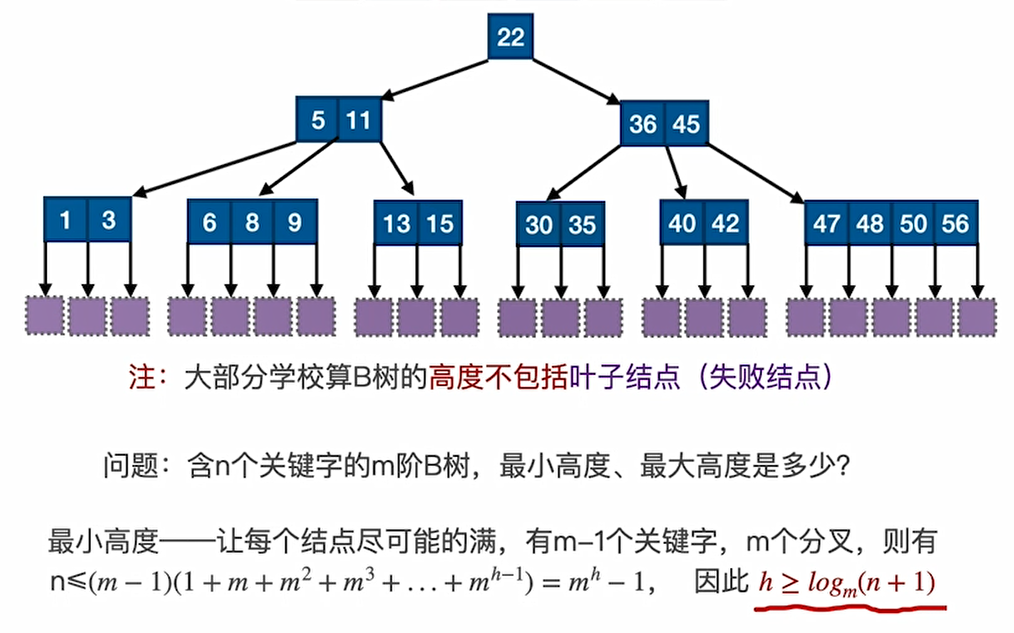 22
5 11 36 45
1 3 6 8 9 13 15 30 35 40 42 47 48 50 56
注：大部分学校算B树的高度不包括叶子结点（失败结点）
问题：含n个关键字的m阶B树，最小高度、最大高度是多少？
最小高度——让每个结点尽可能的满，有m−1个关键字，m个分叉，则有
n≤(m − 1)(1 + m + m² + m³ + … + mʰ⁻¹) = mʰ − 1， 因此 h ≥ logₘ(n + 1)